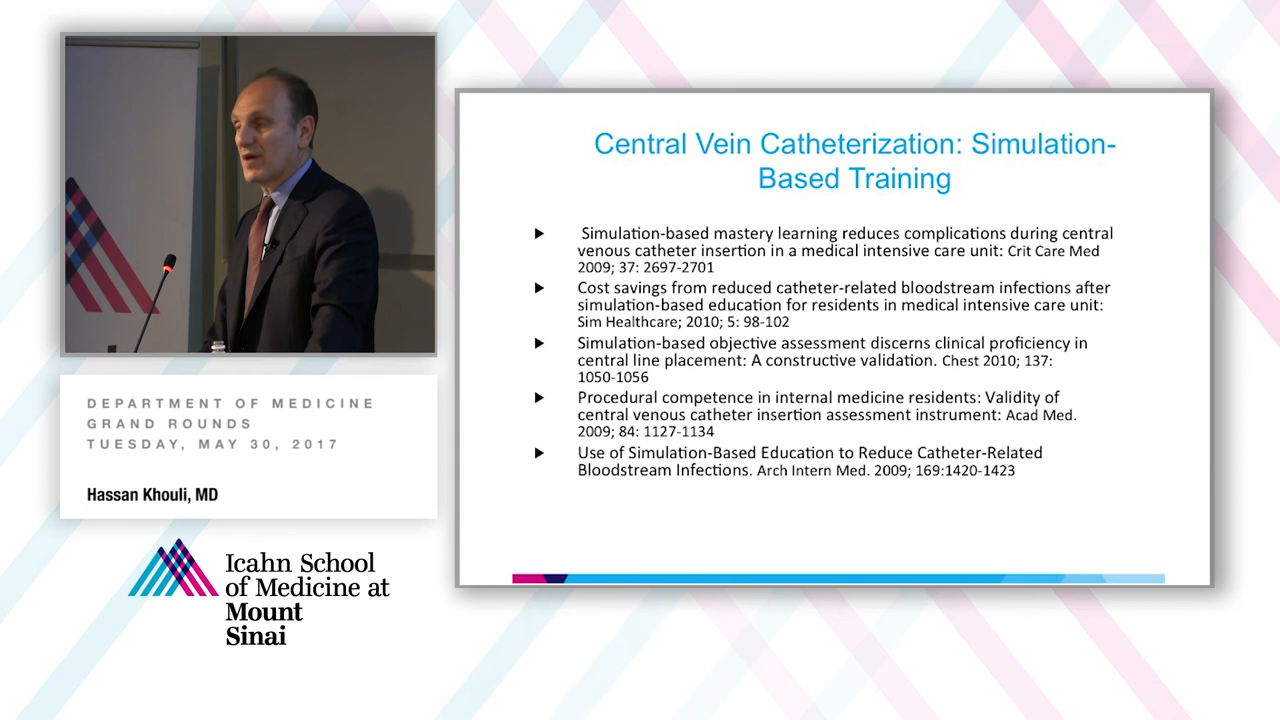 DEPARTMENT OF MEDICINE
GRAND ROUNDS
TUESDAY, MAY 30, 2017
Hassan Khouli, MD
Icahn School
of Medicine at
Mount
Sinai
Central Vein Catheterization: Simulation-
Based Training
Simulation-based mastery learning reduces complications during central
venous catheter insertion in a medical intensive care unit: Crit Care Med
2009; 37: 2697-2701
Cost savings from reduced catheter-related bloodstream infections after
simulation-based education for residents in medical intensive care unit:
Sim Healthcare; 2010; 5: 98-102
Simulation-based objective assessment discerns clinical proficiency in
central line placement: A constructive validation. Chest 2010; 137:
1050-1056
Procedural competence in internal medicine residents: Validity of
central venous catheter insertion assessment instrument: Acad Med.
2009; 84: 1127-1134
Use of Simulation-Based Education to Reduce Catheter-Related
Bloodstream Infections. Arch Intern Med. 2009; 169:1420-1423